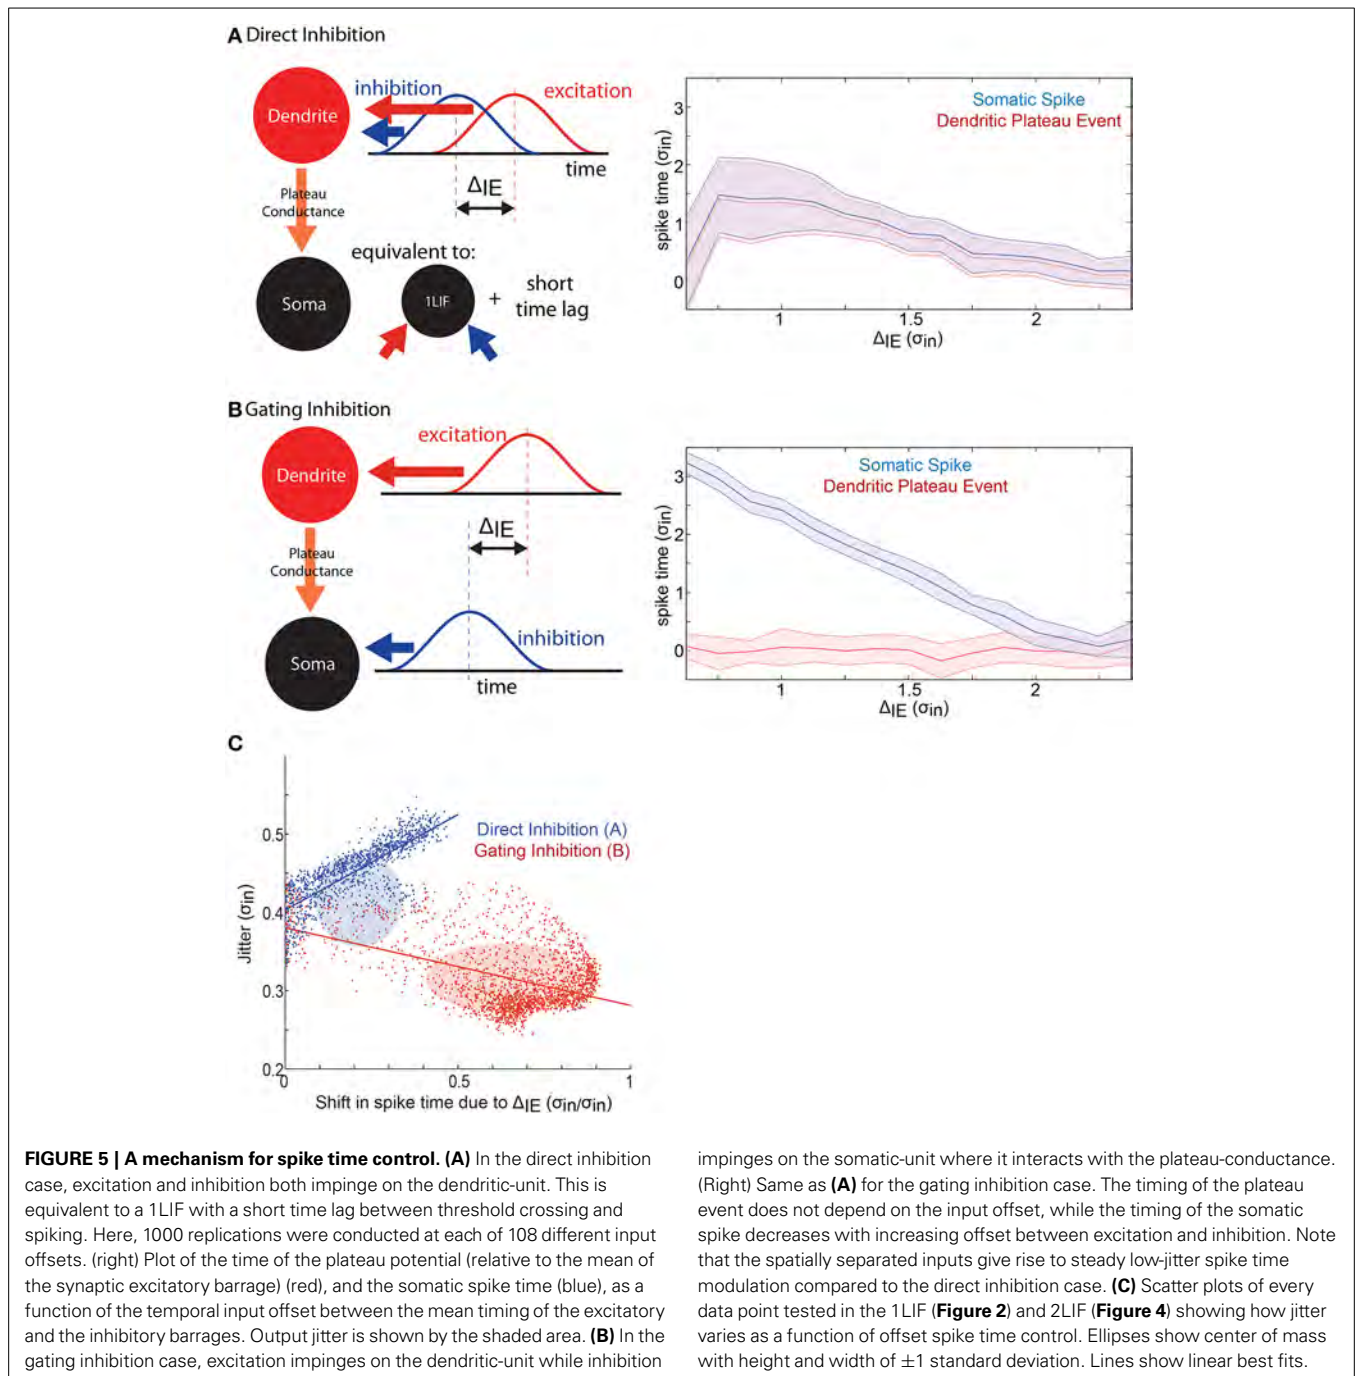 A Direct Inhibition
Dendrite
inhibition
excitation
time
Plateau
Conductance
ΔIE
equivalent to:
Soma
1LIF
+
short
time lag
Somatic Spike
Dendritic Plateau Event
spike time (σin)
3
2
1
0
1
1.5
2
ΔIE (σin)
B Gating Inhibition
excitation
Dendrite
ΔIE
Plateau
Conductance
inhibition
Soma
time
Somatic Spike
Dendritic Plateau Event
spike time (σin)
3
2
1
0
1
1.5
2
ΔIE (σin)
C
Direct Inhibition (A)
Gating Inhibition (B)
Jitter (σin)
0.5
0.4
0.3
0.2
0
0.5
1
Shift in spike time due to ΔIE (σin/σin)
FIGURE 5 | A mechanism for spike time control. (A) In the direct inhibition
case, excitation and inhibition both impinge on the dendritic-unit. This is
equivalent to a 1LIF with a short time lag between threshold crossing and
spiking. Here, 1000 replications were conducted at each of 108 different input
offsets. (right) Plot of the time of the plateau potential (relative to the mean of
the synaptic excitatory barrage) (red), and the somatic spike time (blue), as a
function of the temporal input offset between the mean timing of the excitatory
and the inhibitory barrages. Output jitter is shown by the shaded area. (B) In the
gating inhibition case, excitation impinges on the dendritic-unit while inhibition
impinges on the somatic-unit where it interacts with the plateau-conductance.
(Right) Same as (A) for the gating inhibition case. The timing of the plateau
event does not depend on the input offset, while the timing of the somatic
spike decreases with increasing offset between excitation and inhibition. Note
that the spatially separated inputs give rise to steady low-jitter spike time
modulation compared to the direct inhibition case. (C) Scatter plots of every
data point tested in the 1LIF (Figure 2) and 2LIF (Figure 4) showing how jitter
varies as a function of offset spike time control. Ellipses show center of mass
with height and width of ±1 standard deviation. Lines show linear best fits.